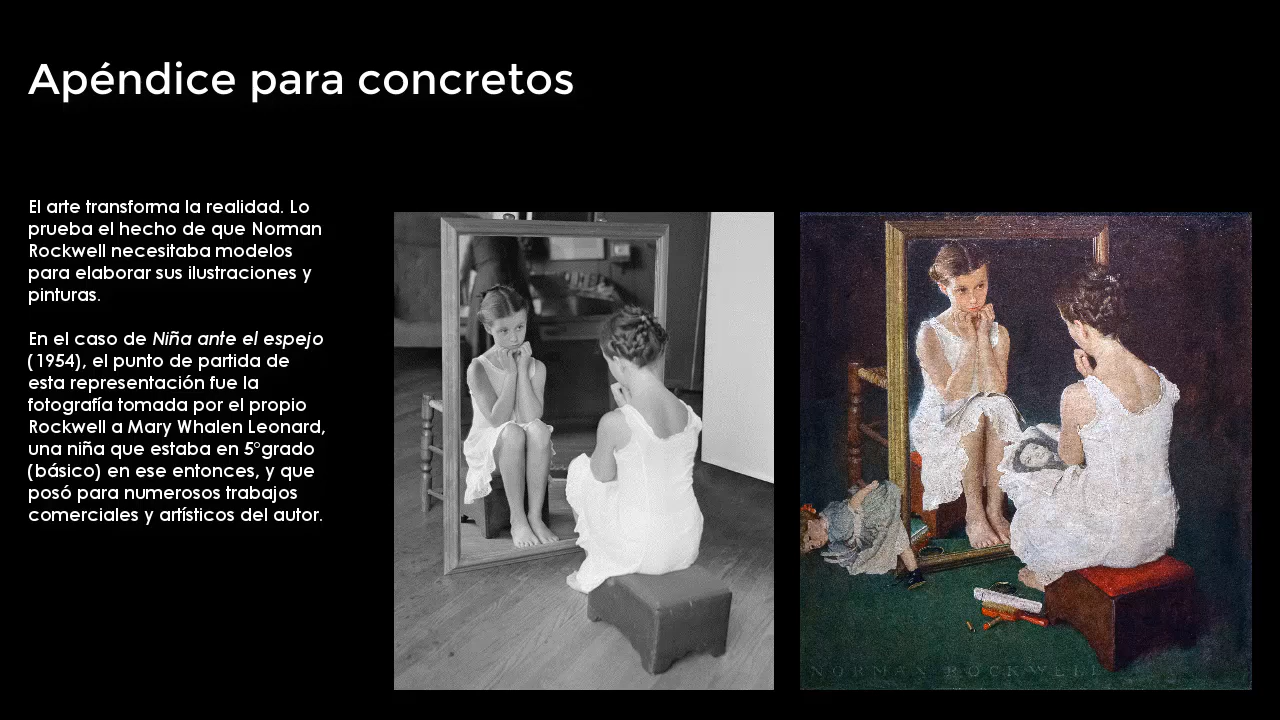 Apéndice para concretos
El arte transforma la realidad. Lo
prueba el hecho de que Norman
Rockwell necesitaba modelos
para elaborar sus ilustraciones y
pinturas.
En el caso de Niña ante el espejo
(1954), el punto de partida de
esta representación fue la
fotografía tomada por el propio
Rockwell a Mary Whalen Leonard,
una niña que estaba en 5°grado
(básico) en ese entonces, y que
posó para numerosos trabajos
comerciales y artísticos del autor.
NORMAN ROCKWELL